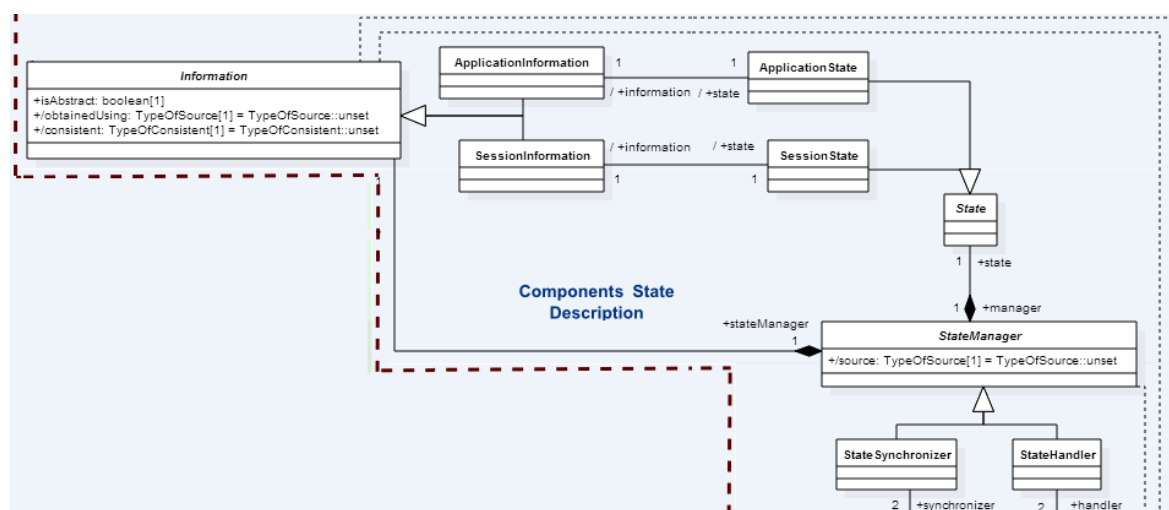 Information
+isAbstract: boolean[1]
+/obtainedUsing: TypeOfSource[1] = TypeOfSource::unset
+/consistent: TypeOfConsistent[1] = TypeOfConsistent::unset
ApplicationInformation
1
1
/ +information
/ +state
ApplicationState
SessionInformation
/ +information
/ +state
1
1
SessionState
State
1
+state
Components State
Description
1
+manager
+stateManager
1
StateManager
+/source: TypeOfSource[1] = TypeOfSource::unset
StateSynchronizer
StateHandler
2
+synchronizer
2
+handler